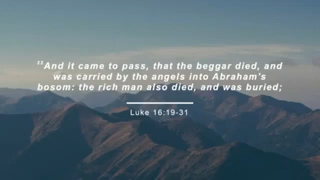 “And it came to pass, that the beggar died, and
was carried by the angels into Abraham's
bosom: the rich man also died, and was buried;
Luke 16:19-31